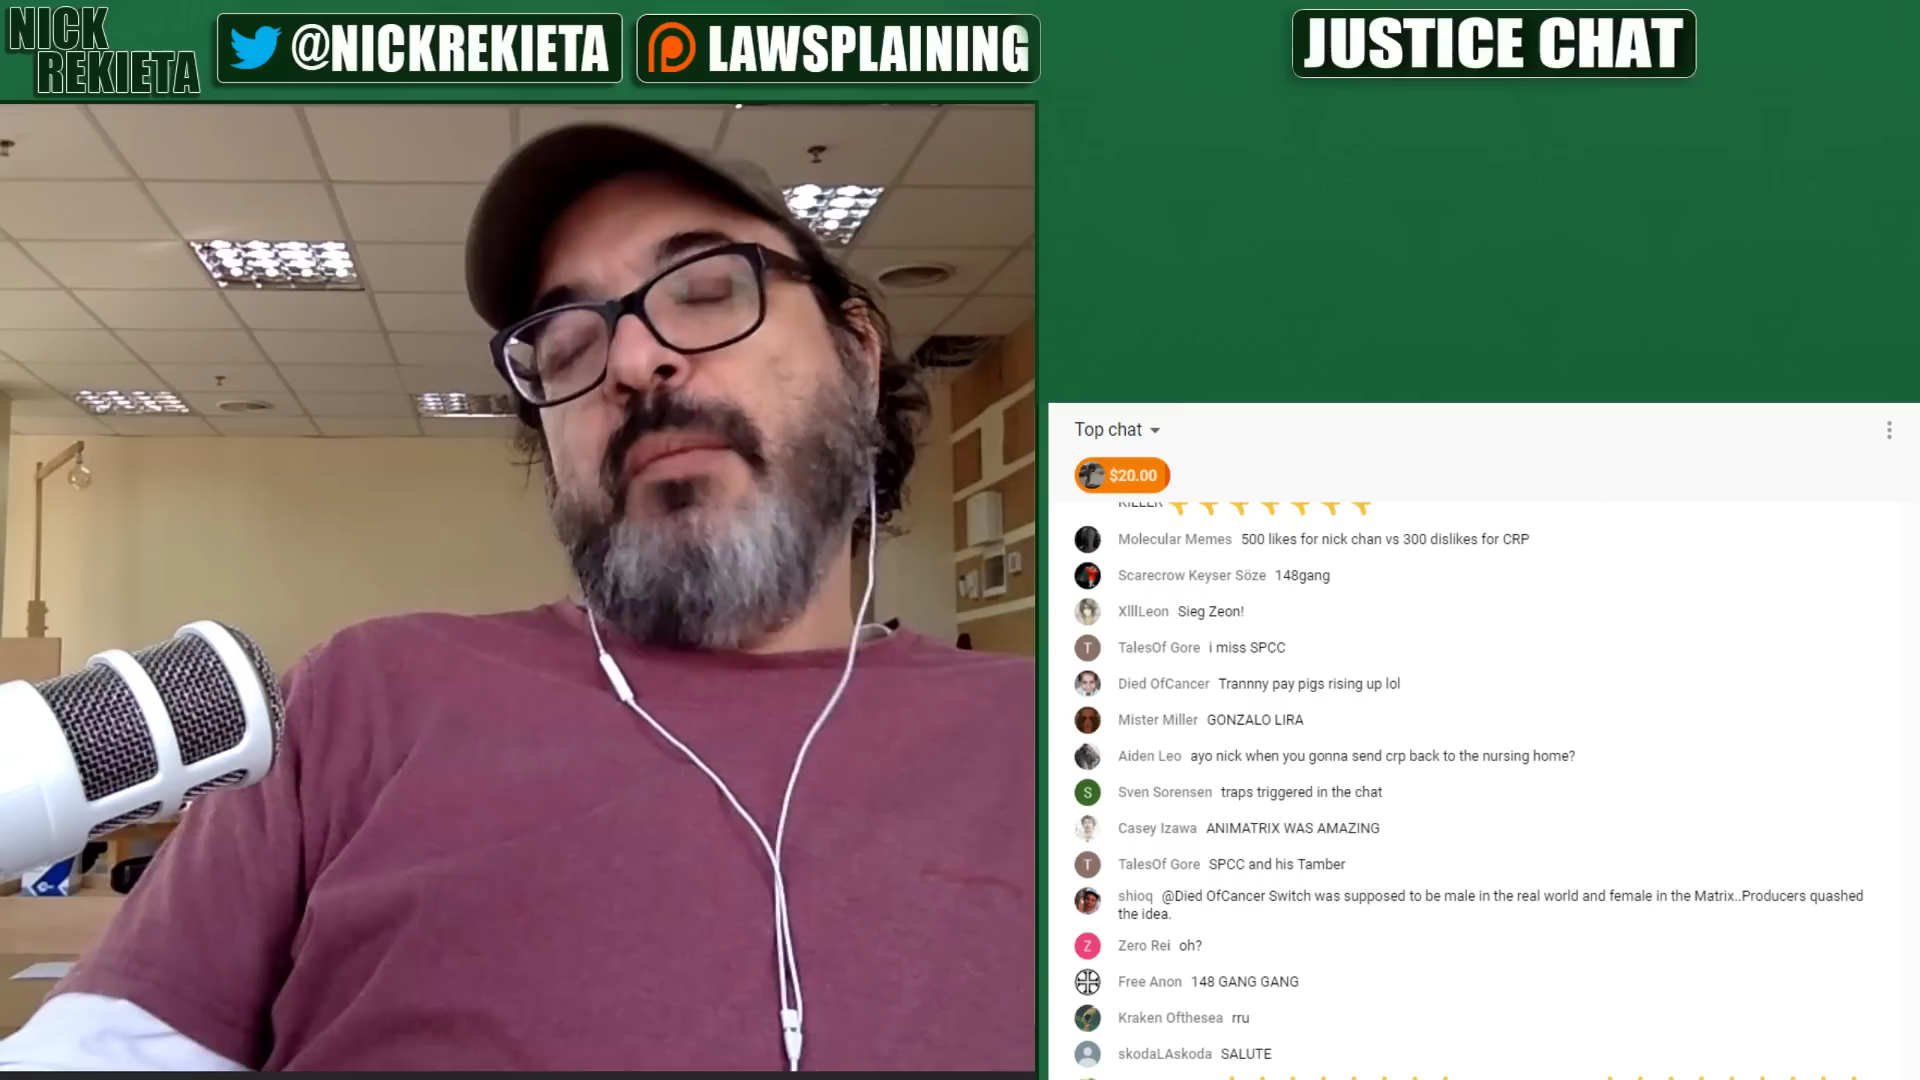 NICK
REKIETA
@NICKREKIETA
LAWSPLAINING
JUSTICE CHAT
Top chat
$20.00
KILLER
Molecular Memes 500 likes for nick chan vs 300 dislikes for CRP
Scarecrow Keyser Söze 148gang
XlllLeon Sieg Zeon!
T TalesOf Gore i miss SPCC
Died OfCancer Trannny pay pigs rising up lol
Mister Miller GONZALO LIRA
Aiden Leo ayo nick when you gonna send crp back to the nursing home?
S Sven Sorensen traps triggered in the chat
Casey Izawa ANIMATRIX WAS AMAZING
T TalesOf Gore SPCC and his Tamber
shioq @Died OfCancer Switch was supposed to be male in the real world and female in the Matrix..Producers quashed
the idea.
Z Zero Rei oh?
Free Anon 148 GANG GANG
Kraken Ofthesea rru
skodaLAskoda SALUTE